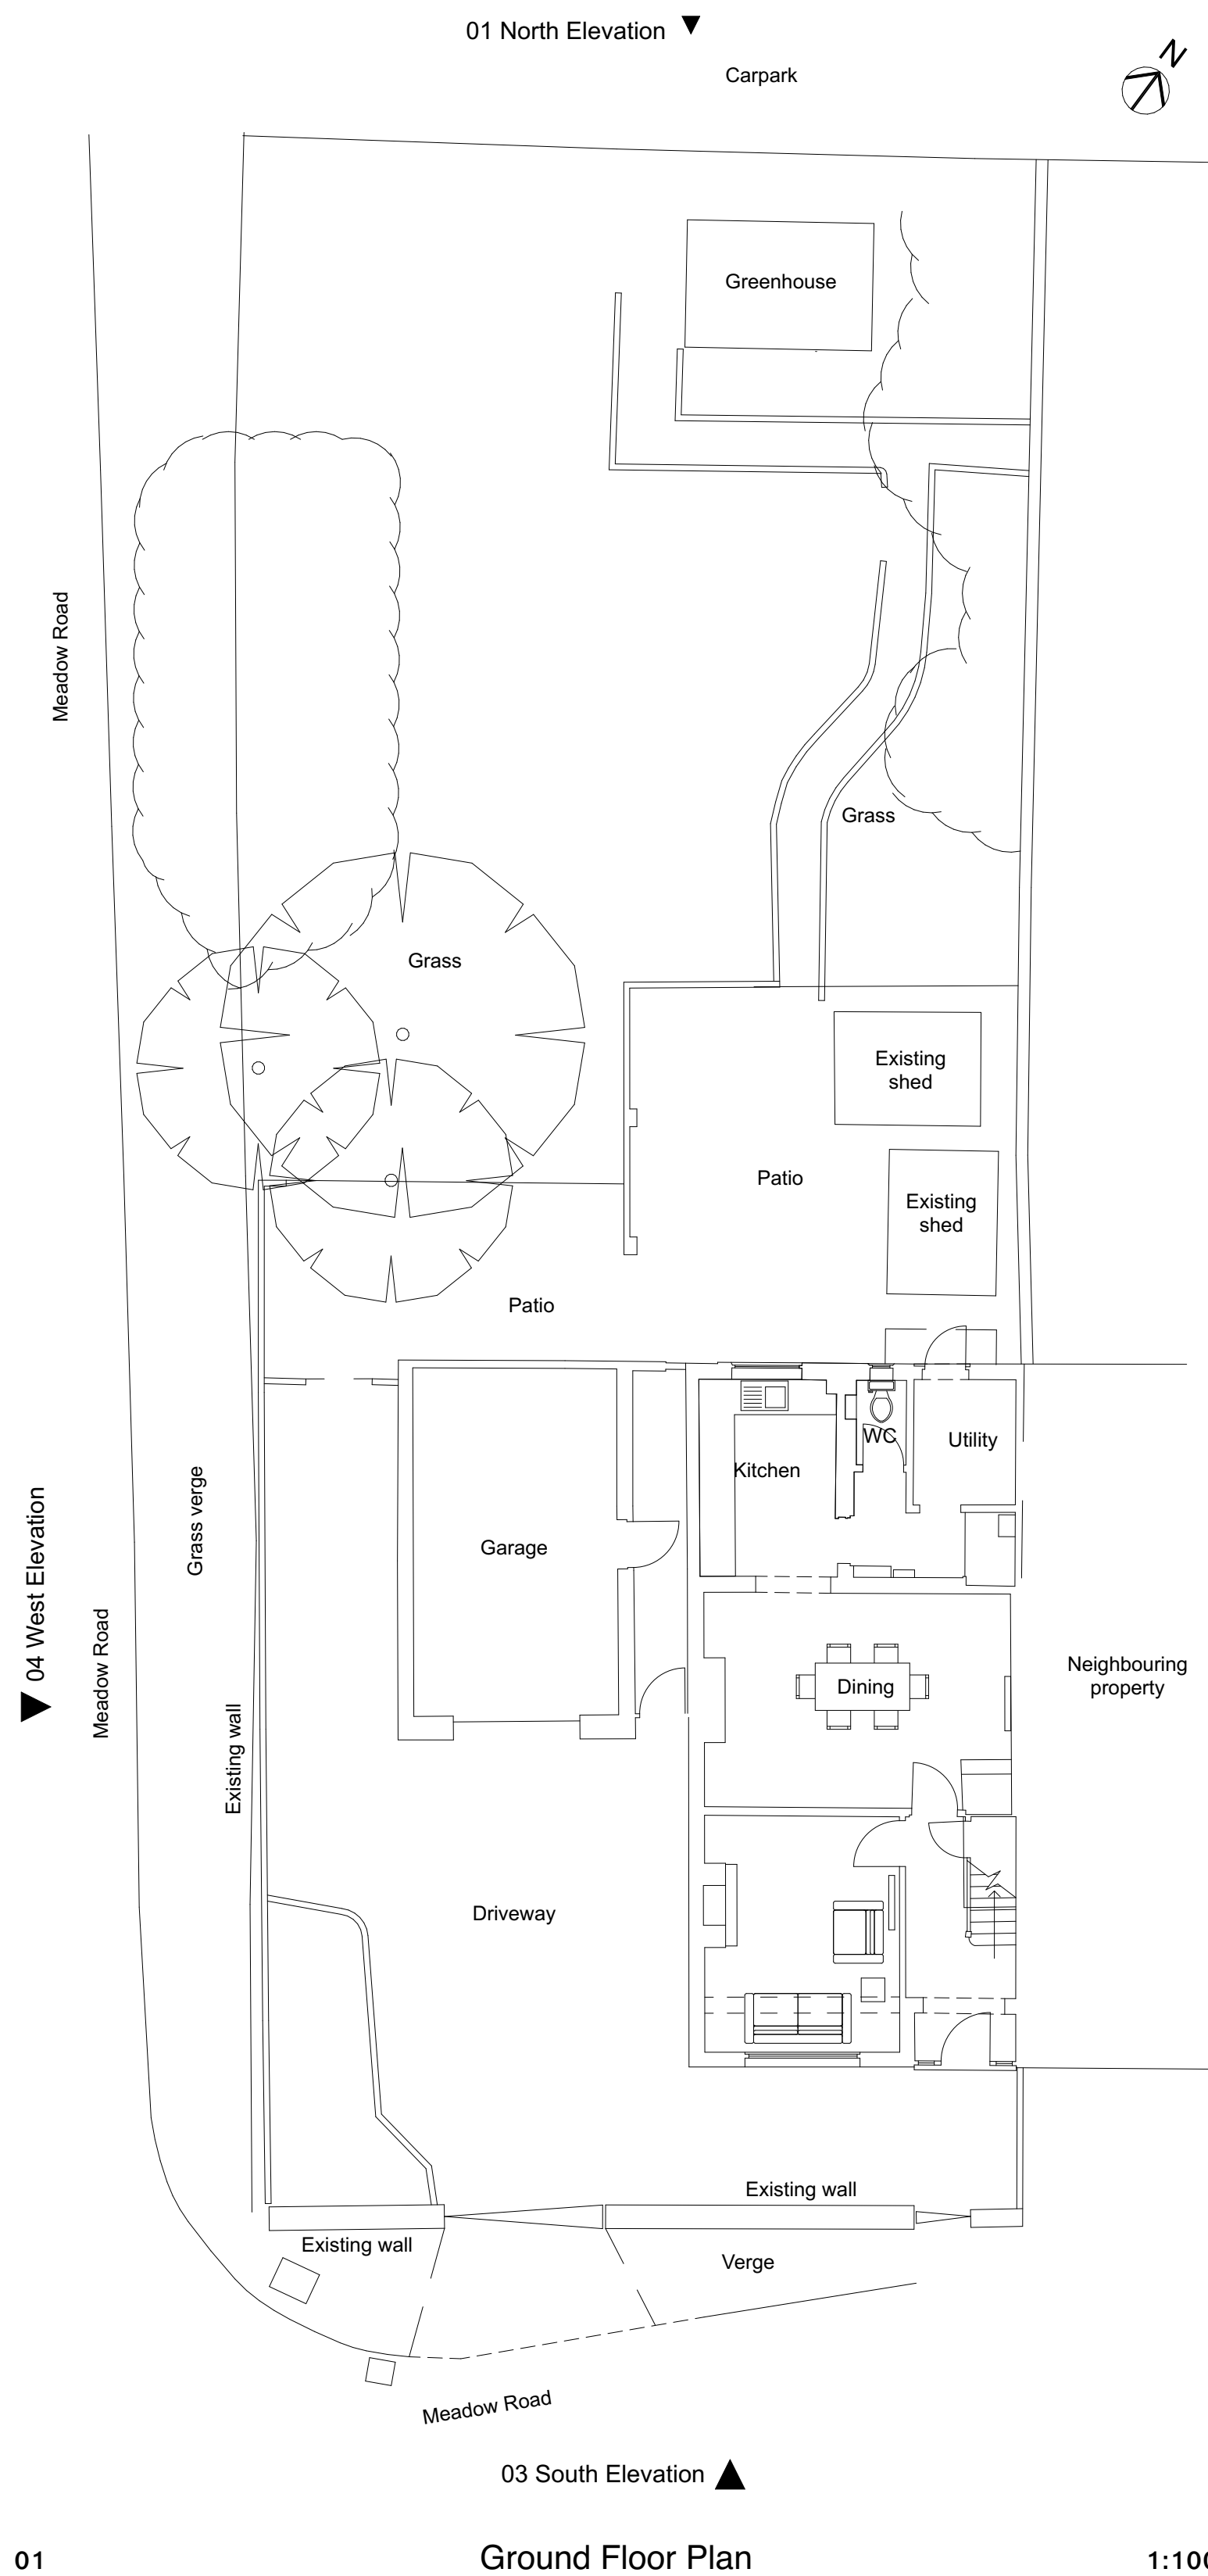 01 North Elevation
N
Carpark
Greenhouse
Meadow Road
Grass
Grass
Existing
shed
Patio
Existing
shed
Patio
WC
Utility
Kitchen
Grass verge
04 West Elevation
Garage
Meadow Road
Neighbouring
property
Dining
Existing wall
Driveway
Existing wall
Existing wall
Verge
Meadow Road
03 South Elevation
01
Ground Floor Plan